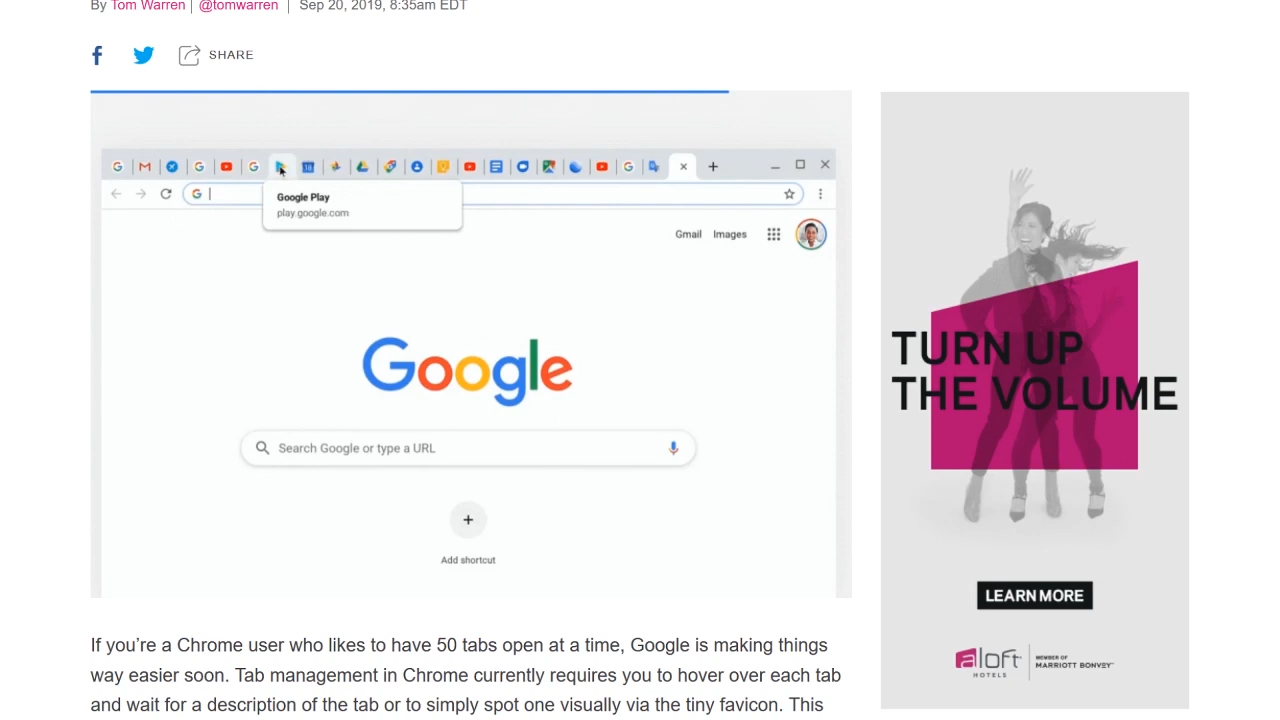 By Tom Warren | @tomwarren | Sep 20, 2019, 8:35am EDT
SHARE
Google Play
play.google.com
Gmail Images
Google
Search Google or type a URL
Add shortcut
If you’re a Chrome user who likes to have 50 tabs open at a time, Google is making things
way easier soon. Tab management in Chrome currently requires you to hover over each tab
and wait for a description of the tab or to simply spot one visually via the tiny favicon. This
TURN UP
THE VOLUME
LEARN MORE
aloft
HOTELS
MEMBER OF
MARRIOTT BONVEY™